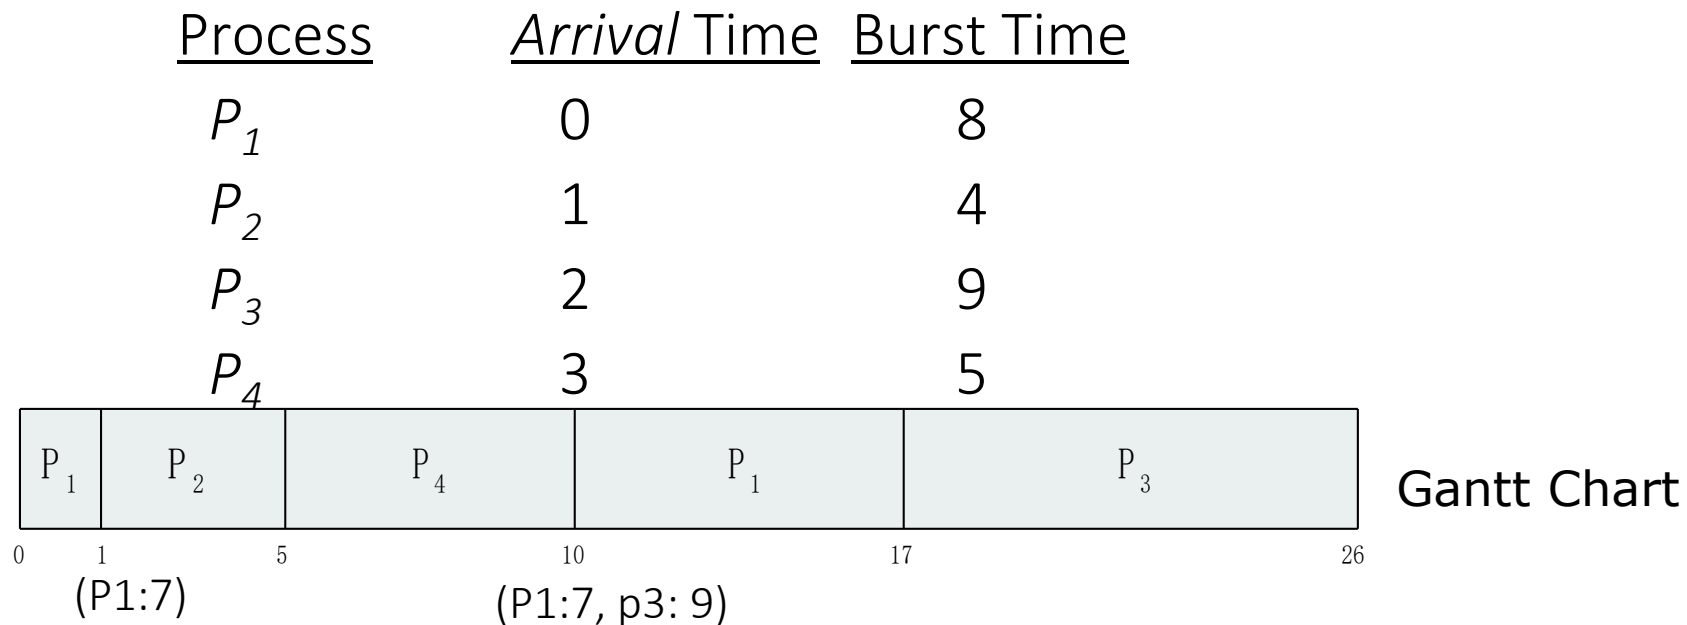 Process Arrival Time Burst Time
P1 0 8
P2 1 4
P3 2 9
P4 3 5
P1 P2 P4 P1 P3 Gantt Chart
0 1 5 10 17 26
(P1:7) (P1:7, p3: 9)